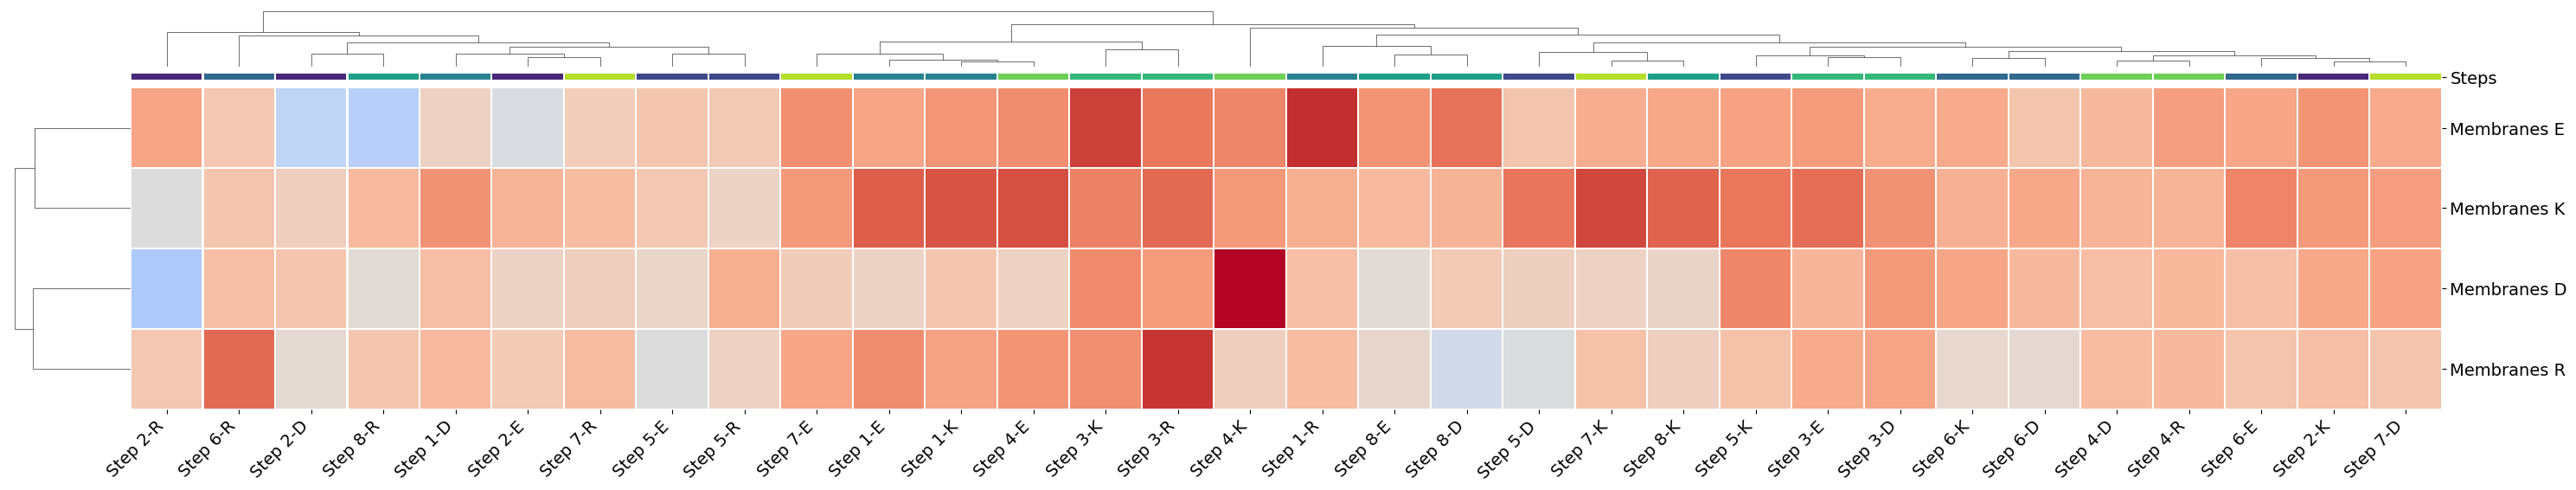 Steps
Membranes E
Membranes K
Membranes D
Membranes R
Step 2-R
Step 6-R
Step 2-D
Step 8-R
Step 1-D
Step 2-E
Step 7-R
Step 5-E
Step 5-R
Step 7-E
Step 1-E
Step 1-K
Step 4-E
Step 3-K
Step 3-R
Step 4-K
Step 1-R
Step 8-E
Step 8-D
Step 5-D
Step 7-K
Step 8-K
Step 5-K
Step 3-E
Step 3-D
Step 6-K
Step 6-D
Step 4-D
Step 4-R
Step 6-E
Step 2-K
Step 7-D